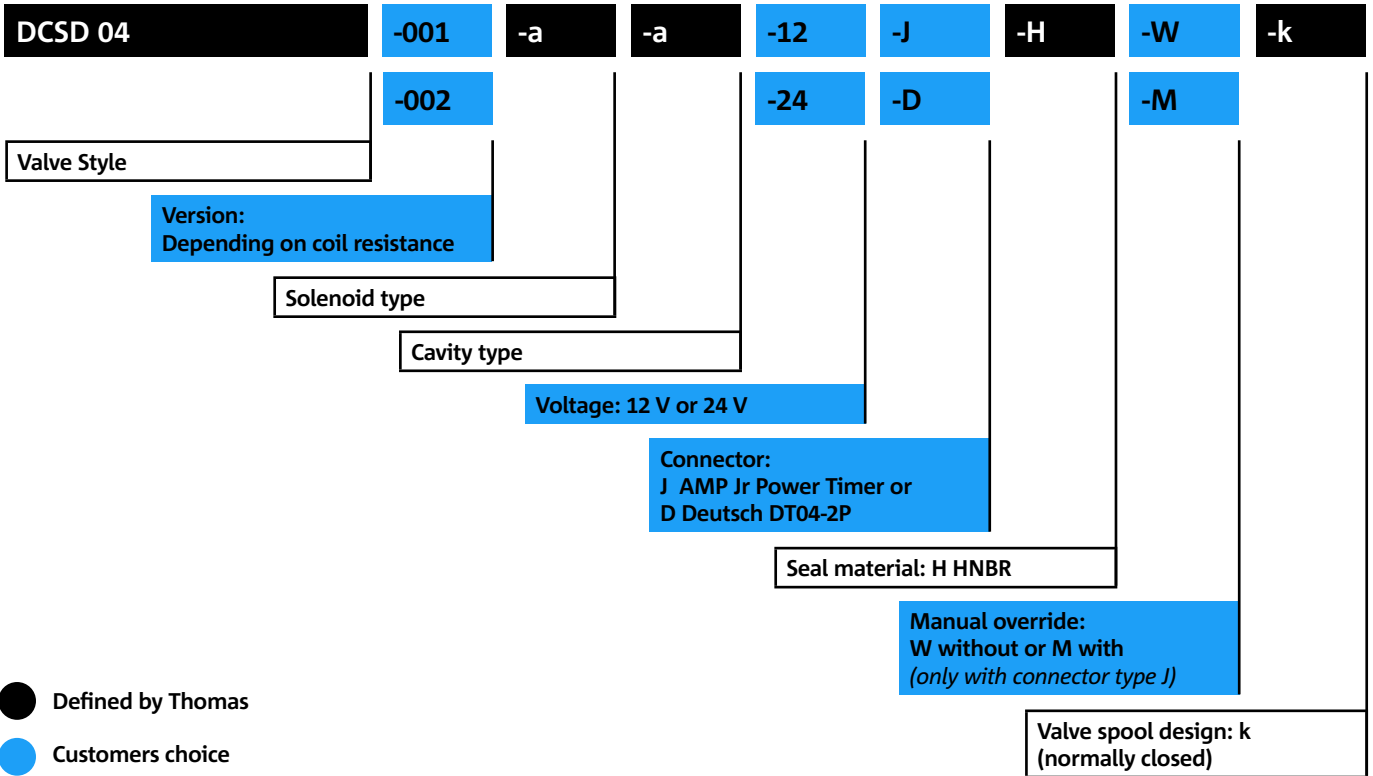 DCSD 04 -001 -a -a -12 -J -H -W -k
-002 -24 -D -M
Valve Style
Version:
Depending on coil resistance
Solenoid type
Cavity type
Voltage: 12 V or 24 V
Connector:
J AMP Jr Power Timer or
D Deutsch DT04-2P
Seal material: H HNBR
Manual override:
W without or M with
(only with connector type J)
Valve spool design: k
(normally closed)
Defined by Thomas
Customers choice